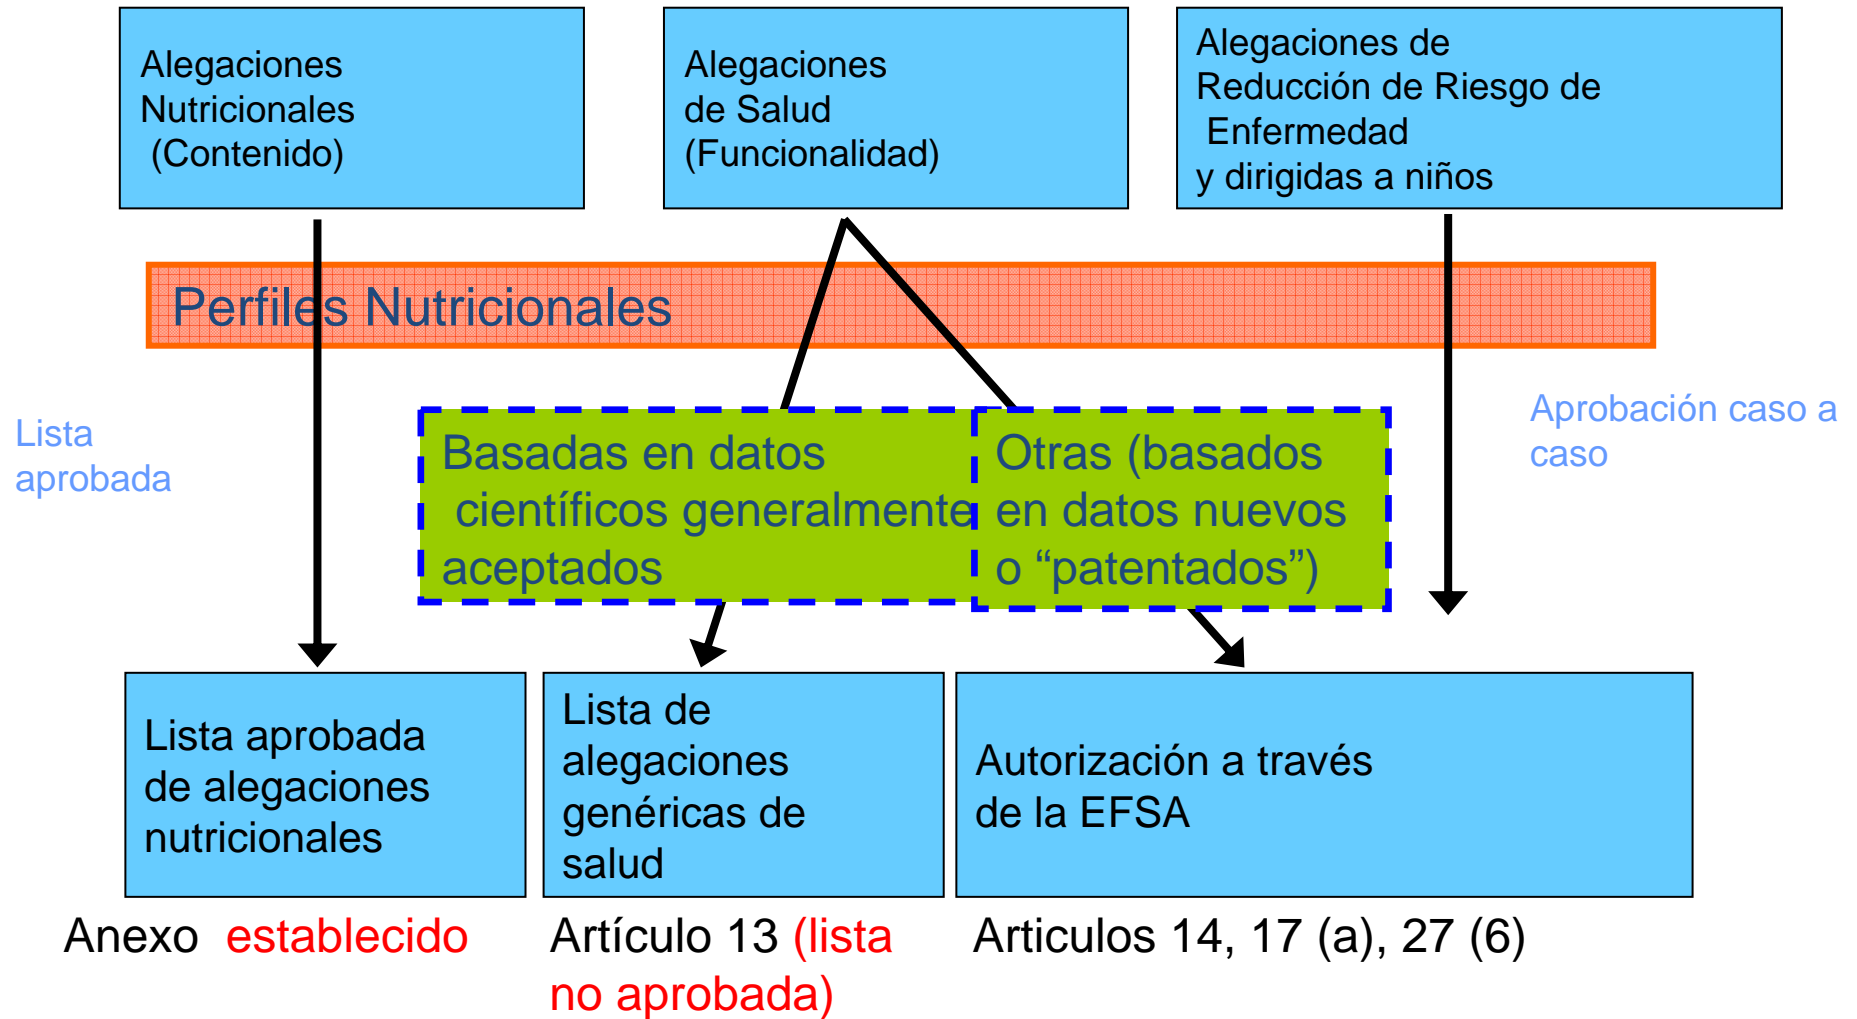 Alegaciones
Nutricionales
(Contenido)
Alegaciones
de Salud
(Funcionalidad)
Alegaciones de
Reducción de Riesgo de
Enfermedad
y dirigidas a niños
Perfiles Nutricionales
Lista
aprobada
Basadas en datos
científicos generalmente
aceptados
Otras (basados
en datos nuevos
o “patentados”)
Aprobación caso a
caso
Lista aprobada
de alegaciones
nutricionales
Lista de
alegaciones
genéricas de
salud
Autorización a través
de la EFSA
Anexo establecido
Artículo 13 (lista
no aprobada)
Articulos 14, 17 (a), 27 (6)